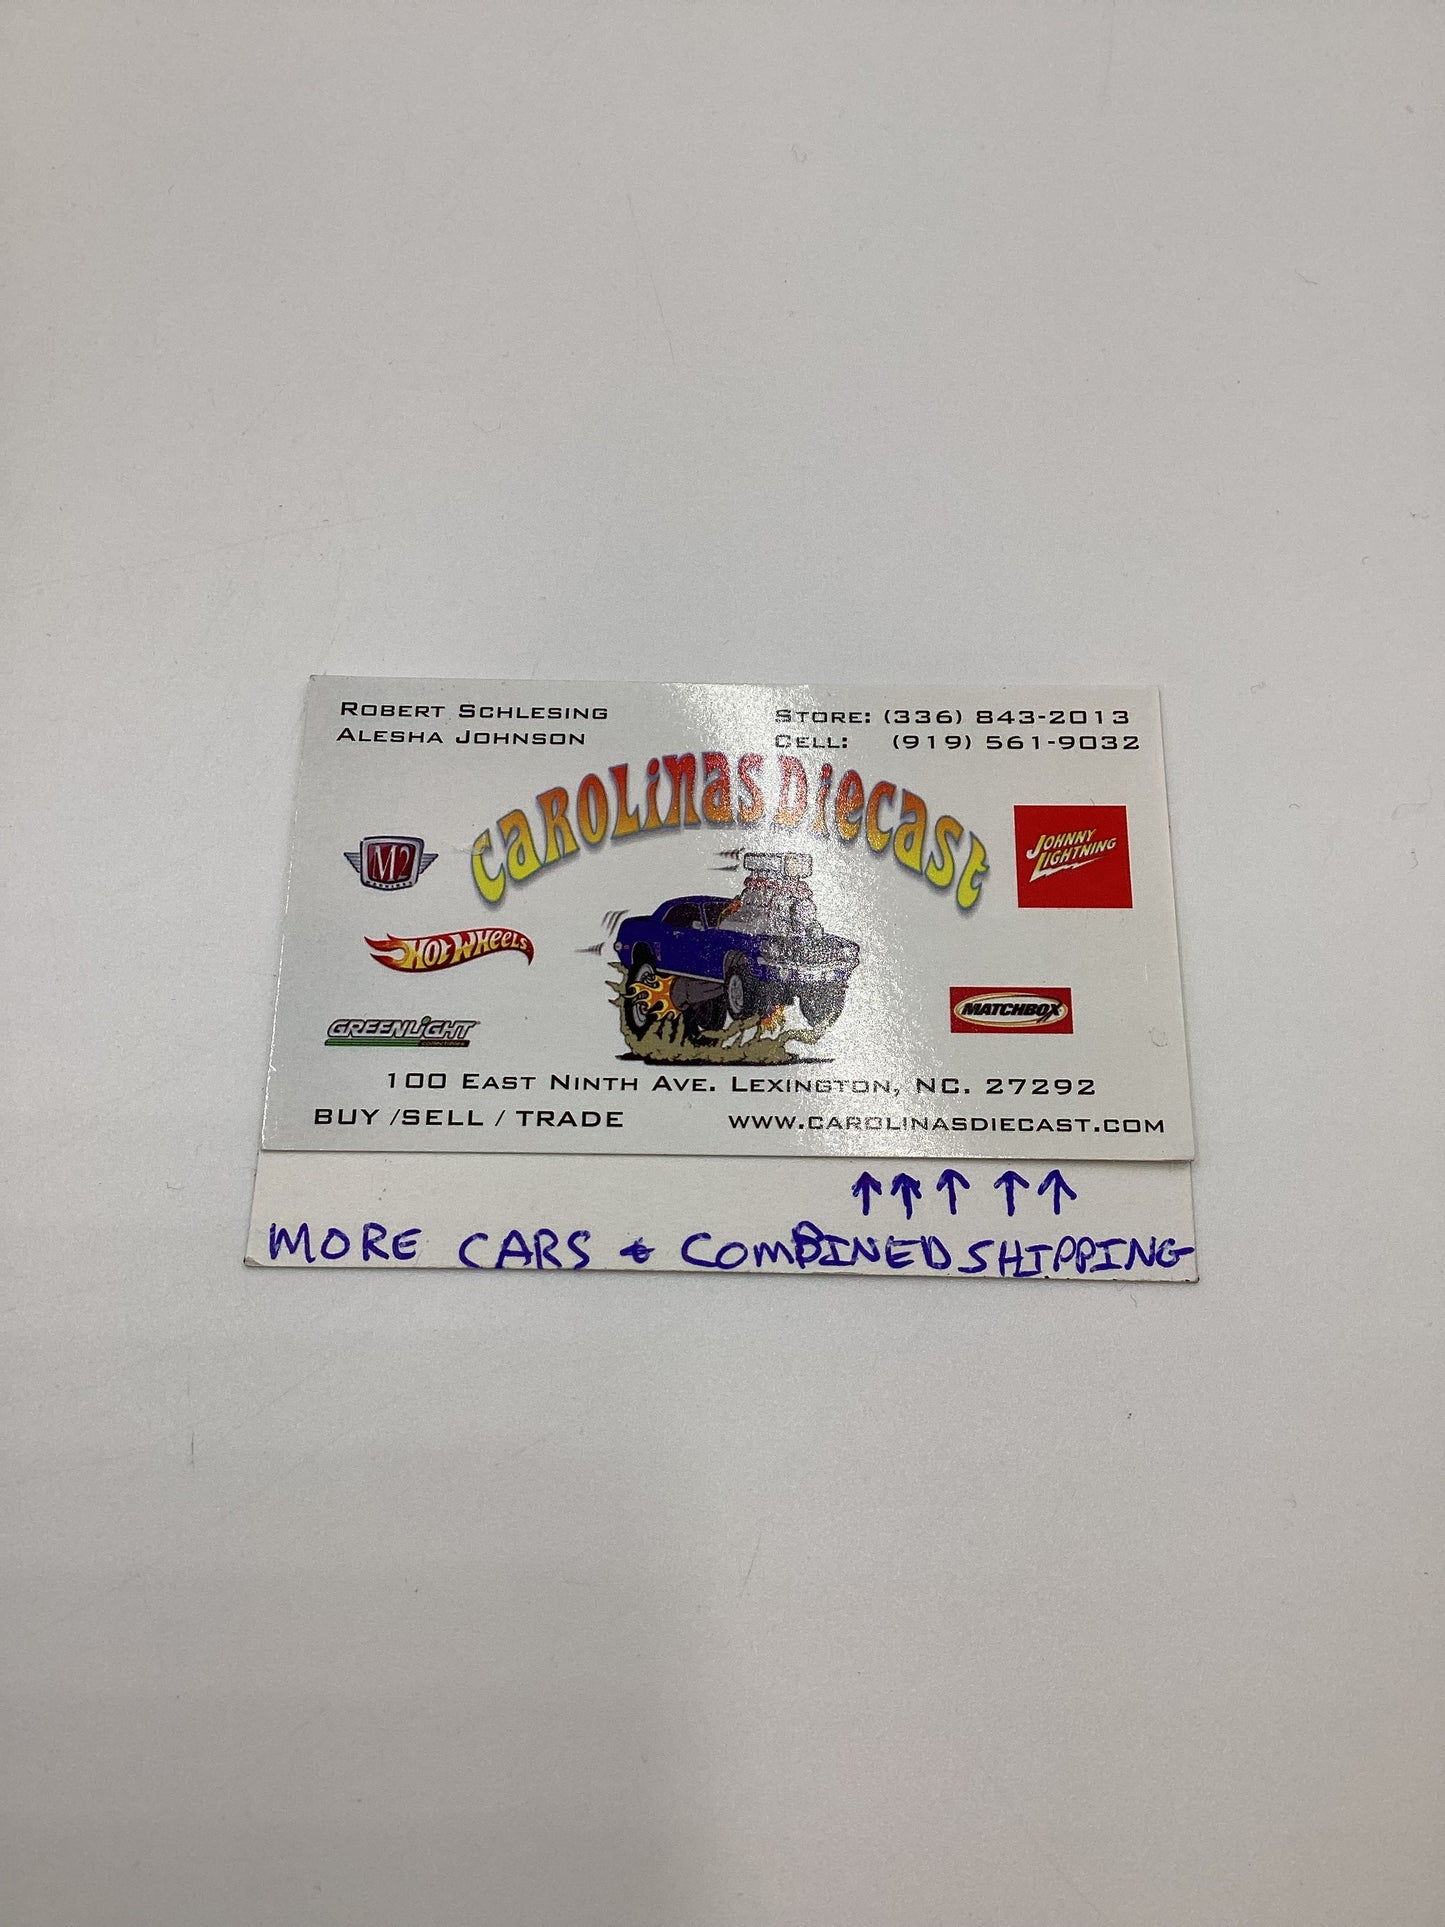 ROBERT SCHLESING
ALESHA JOHNSON
STORE: (336) 843-2013
CELL: (919) 561-9032
CAROLINAS DIECAST
M2
JOHNNY
LIGHTNING
HOT WHEELS
MATCHBOX
GREENLIGHT
collectibles
100 EAST NINTH AVE. LEXINGTON, NC. 27292
BUY /SELL / TRADE
WWW.CAROLINASDIECAST.COM
↑↑↑ ↑↑
MORE CARS & COMBINED SHIPPING